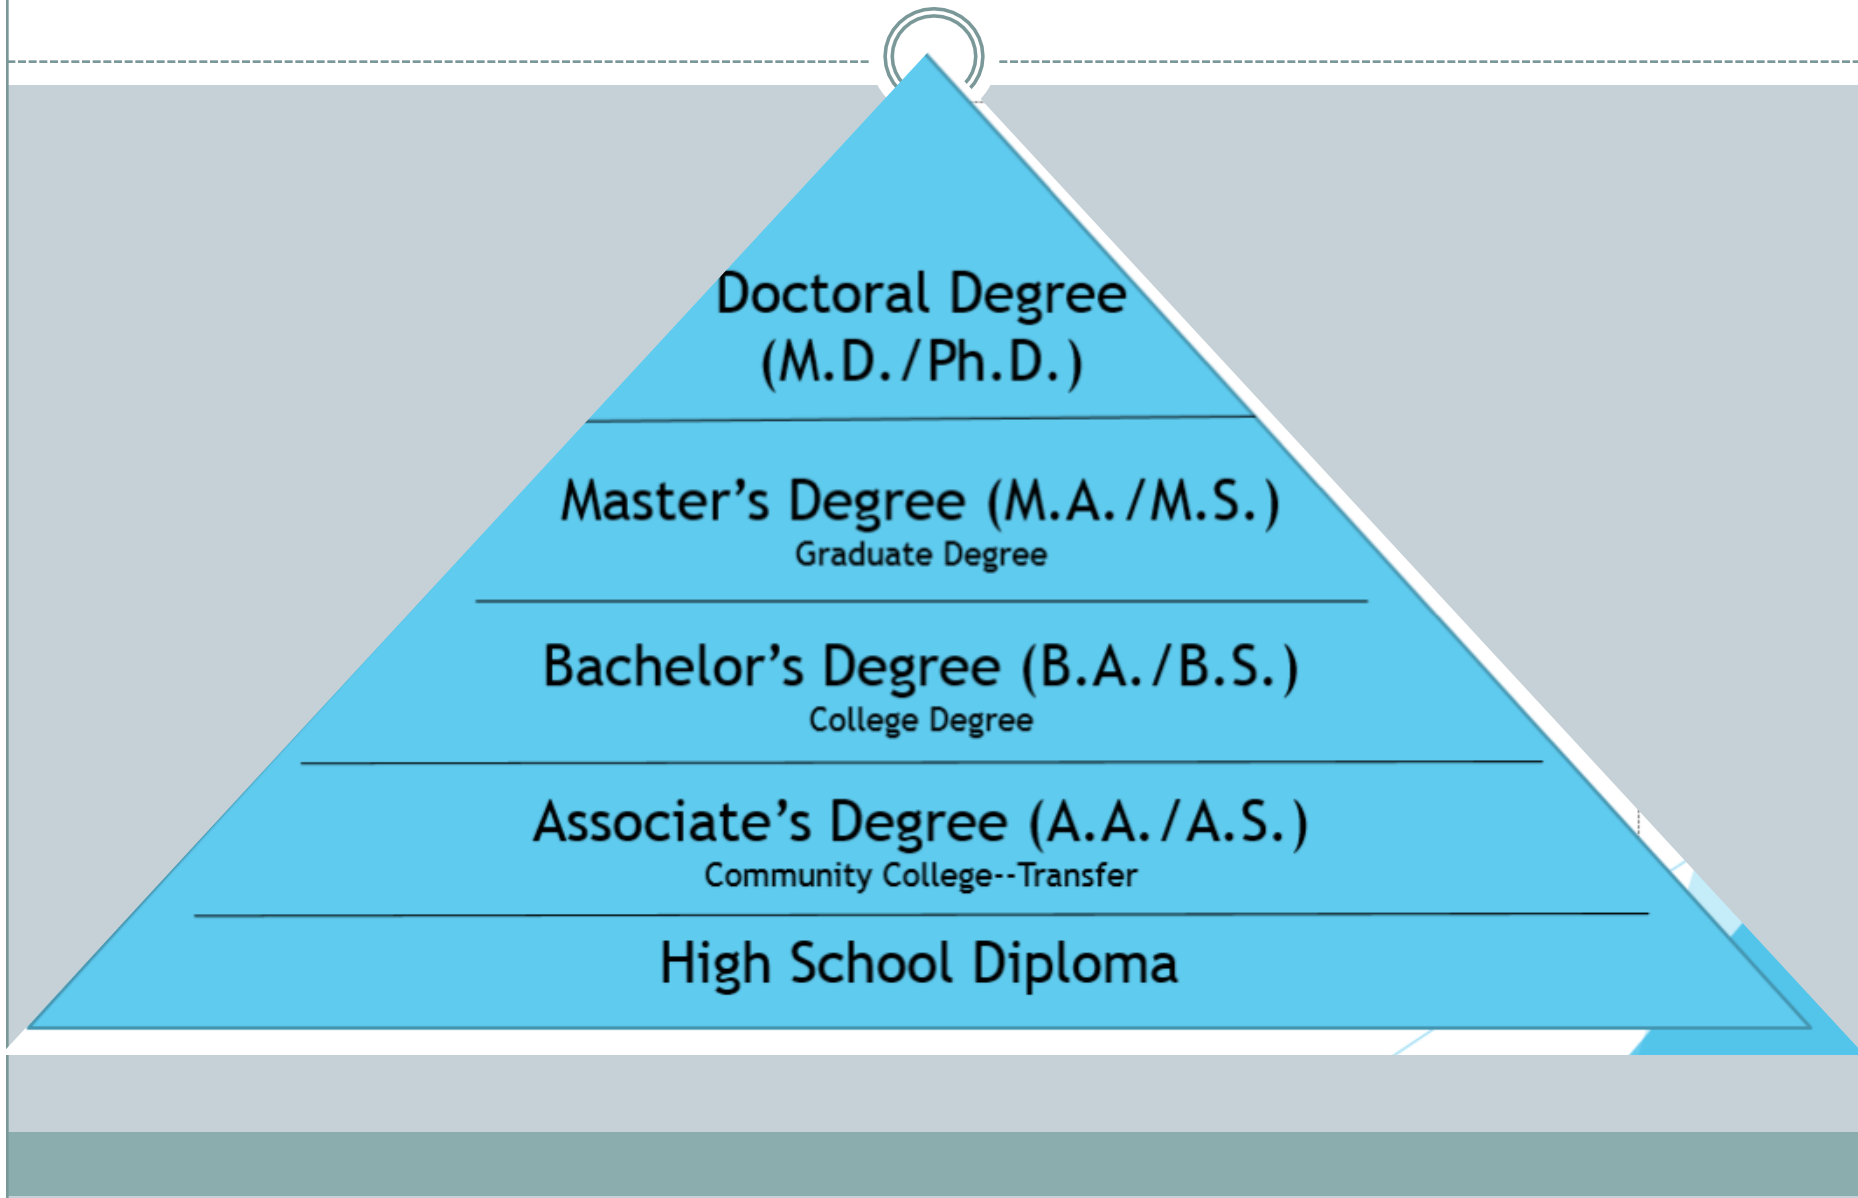 Doctoral Degree
(M.D./Ph.D.)
Master’s Degree (M.A./M.S.)
Graduate Degree
Bachelor’s Degree (B.A./B.S.)
College Degree
Associate’s Degree (A.A./A.S.)
Community College--Transfer
High School Diploma